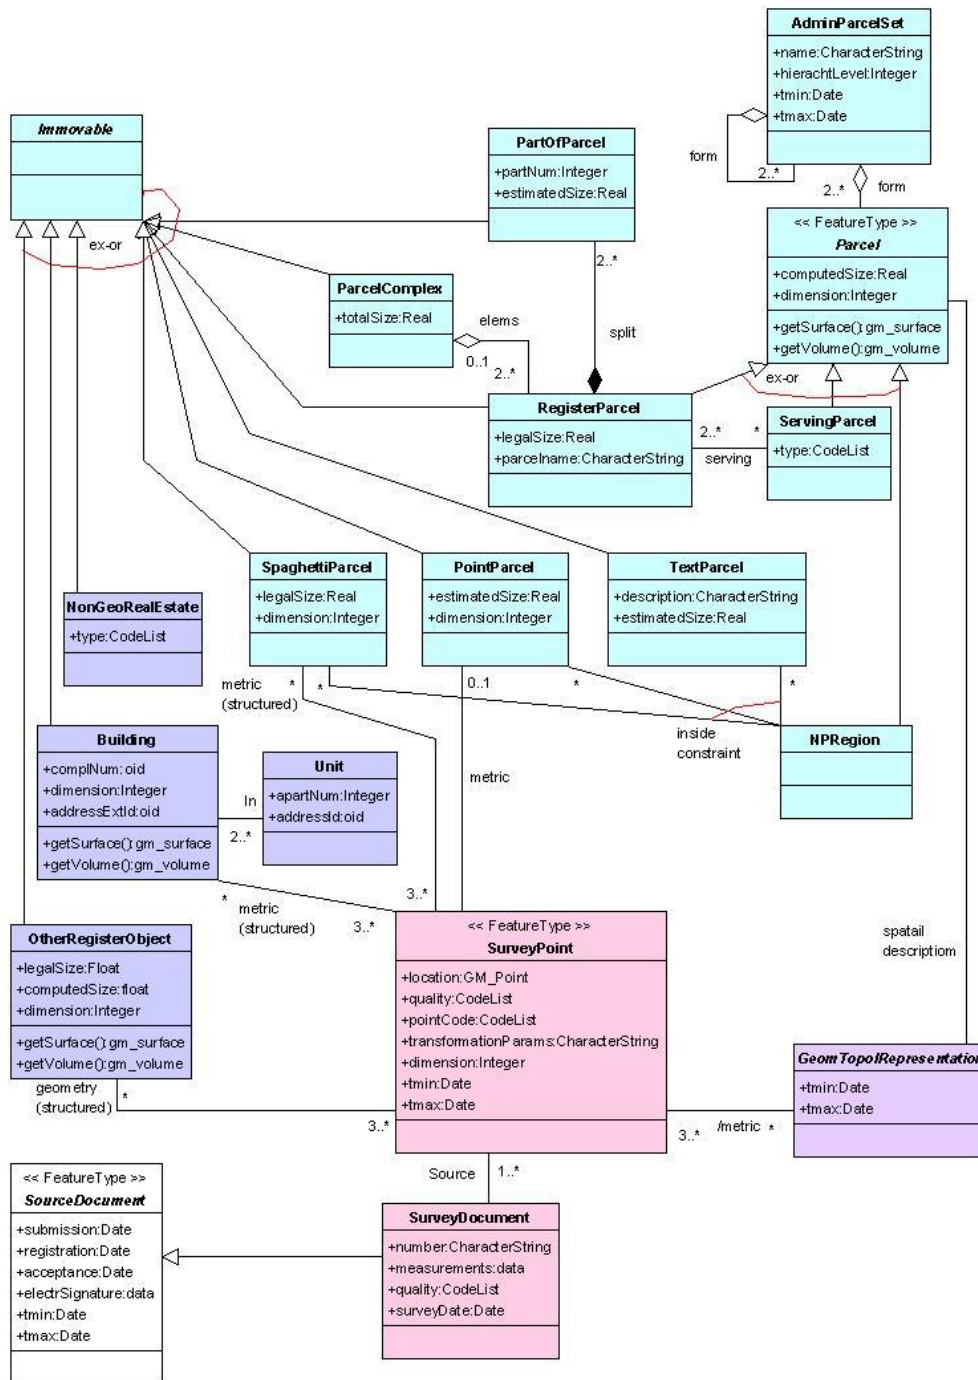 AdminParcelSet
+name:CharacterString
+hierachtLevel:Integer
+tmin:Date
+tmax:Date
form
2..*
2..*
form
Immovable
ex-or
PartOfParcel
+partNum:Integer
+estimatedSize:Real
2..*
<< FeatureType >>
Parcel
+computedSize:Real
+dimension:Integer
+getSurface():gm_surface
+getVolume():gm_volume
ParcelComplex
+totalSize:Real
elems
0..1
2..*
split
ex-or
RegisterParcel
+legalSize:Real
+parcelname:CharacterString
2..*
*
serving
ServingParcel
+type:CodeList
SpaghettiParcel
+legalSize:Real
+dimension:Integer
PointParcel
+estimatedSize:Real
+dimension:Integer
TextParcel
+description:CharacterString
+estimatedSize:Real
NonGeoRealEstate
+type:CodeList
metric
(structured)
*
*
0..1
*
*
inside
constraint
NPRegion
Building
+complNum:oid
+dimension:Integer
+addressExtId:oid
+getSurface():gm_surface
+getVolume():gm_volume
In
2..*
Unit
+apartNum:Integer
+addressId:oid
metric
*
metric
(structured)
3..*
3..*
OtherRegisterObject
+legalSize:Float
+computedSize:float
+dimension:Integer
+getSurface():gm_surface
+getVolume():gm_volume
<< FeatureType >>
SurveyPoint
+location:GM_Point
+quality:CodeList
+pointCode:CodeList
+transformationParams:CharacterString
+dimension:Integer
+tmin:Date
+tmax:Date
spatail
descriptiom
GeomTopolRepresentation
+tmin:Date
+tmax:Date
geometry
(structured)
*
3..*
3..*
/metric
*
Source
1..*
<< FeatureType >>
SourceDocument
+submission:Date
+registration:Date
+acceptance:Date
+electrSignature:data
+tmin:Date
+tmax:Date
SurveyDocument
+number:CharacterString
+measurements:data
+quality:CodeList
+surveyDate:Date